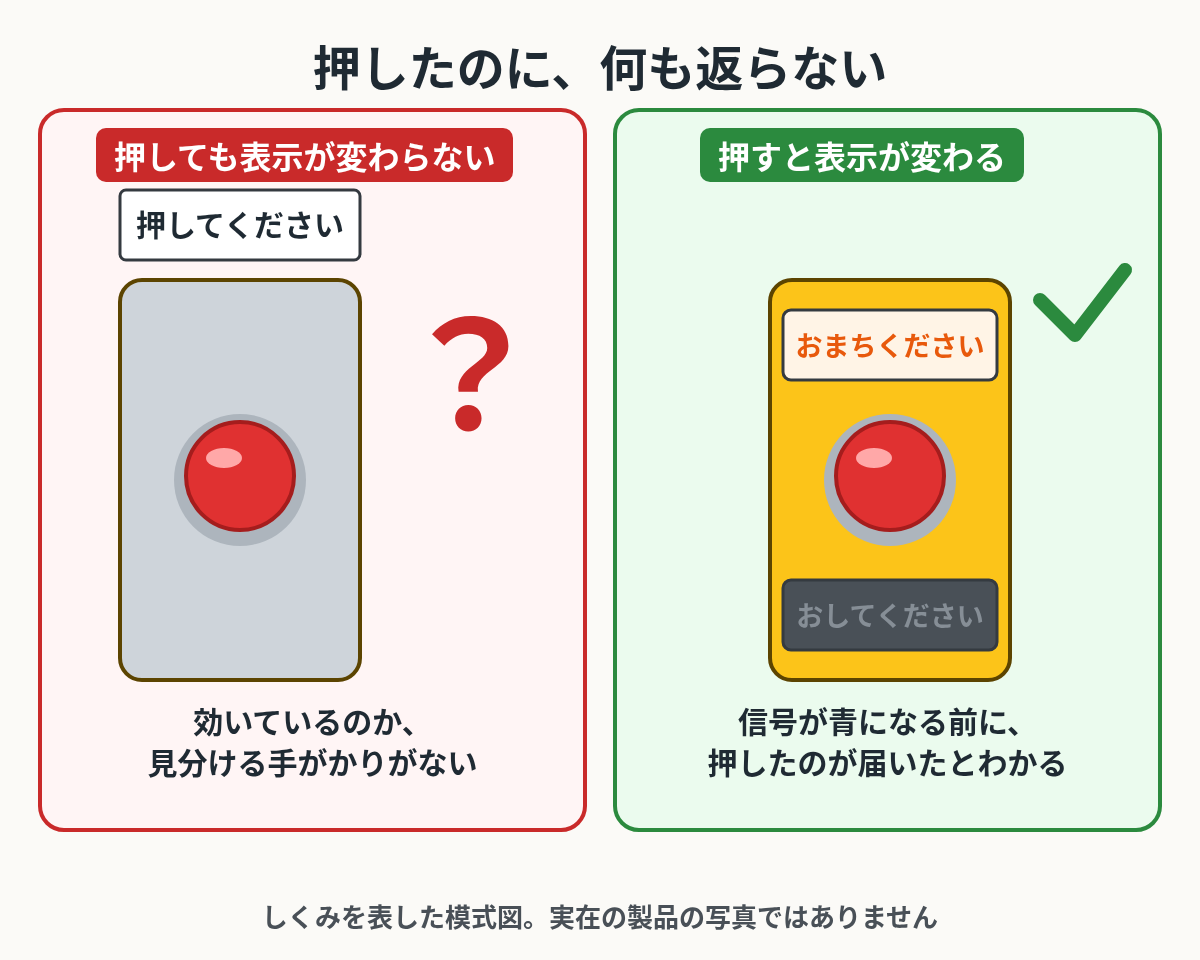 押したのに、何も返らない
押しても表示が変わらない
押してください
?
効いているのか、
見分ける手がかりがない
押すと表示が変わる
おまちください
おしてください
信号が青になる前に、
押したのが届いたとわかる
しくみを表した模式図。実在の製品の写真ではありません